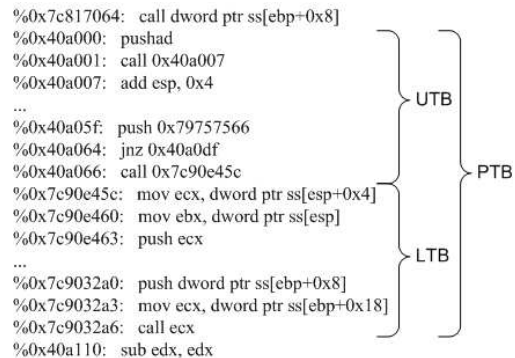 %0x7c817064: call dword ptr ss[ebp+0x8]
%0x40a000: pushad
%0x40a001: call 0x40a007
%0x40a007: add esp, 0x4
...
UTB
%0x40a05f: push 0x79757566
%0x40a064: jnz 0x40a0df
%0x40a066: call 0x7c90e45c
PTB
%0x7c90e45c: mov ecx, dword ptr ss[esp+0x4]
%0x7c90e460: mov ebx, dword ptr ss[esp]
%0x7c90e463: push ecx
...
LTB
%0x7c9032a0: push dword ptr ss[ebp+0x8]
%0x7c9032a3: mov ecx, dword ptr ss[ebp+0x18]
%0x7c9032a6: call ecx
%0x40a110: sub edx, edx